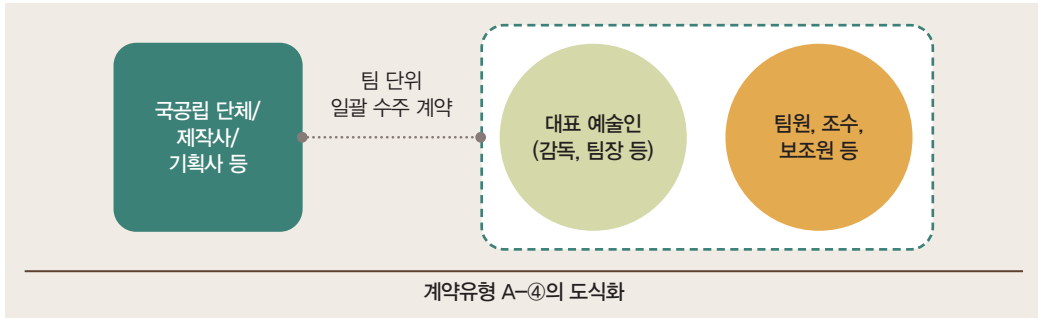 국공립 단체/
제작사/
기획사 등
팀 단위
일괄 수주 계약
대표 예술인
(감독, 팀장 등)
팀원, 조수,
보조원 등
계약유형 A-④의 도식화